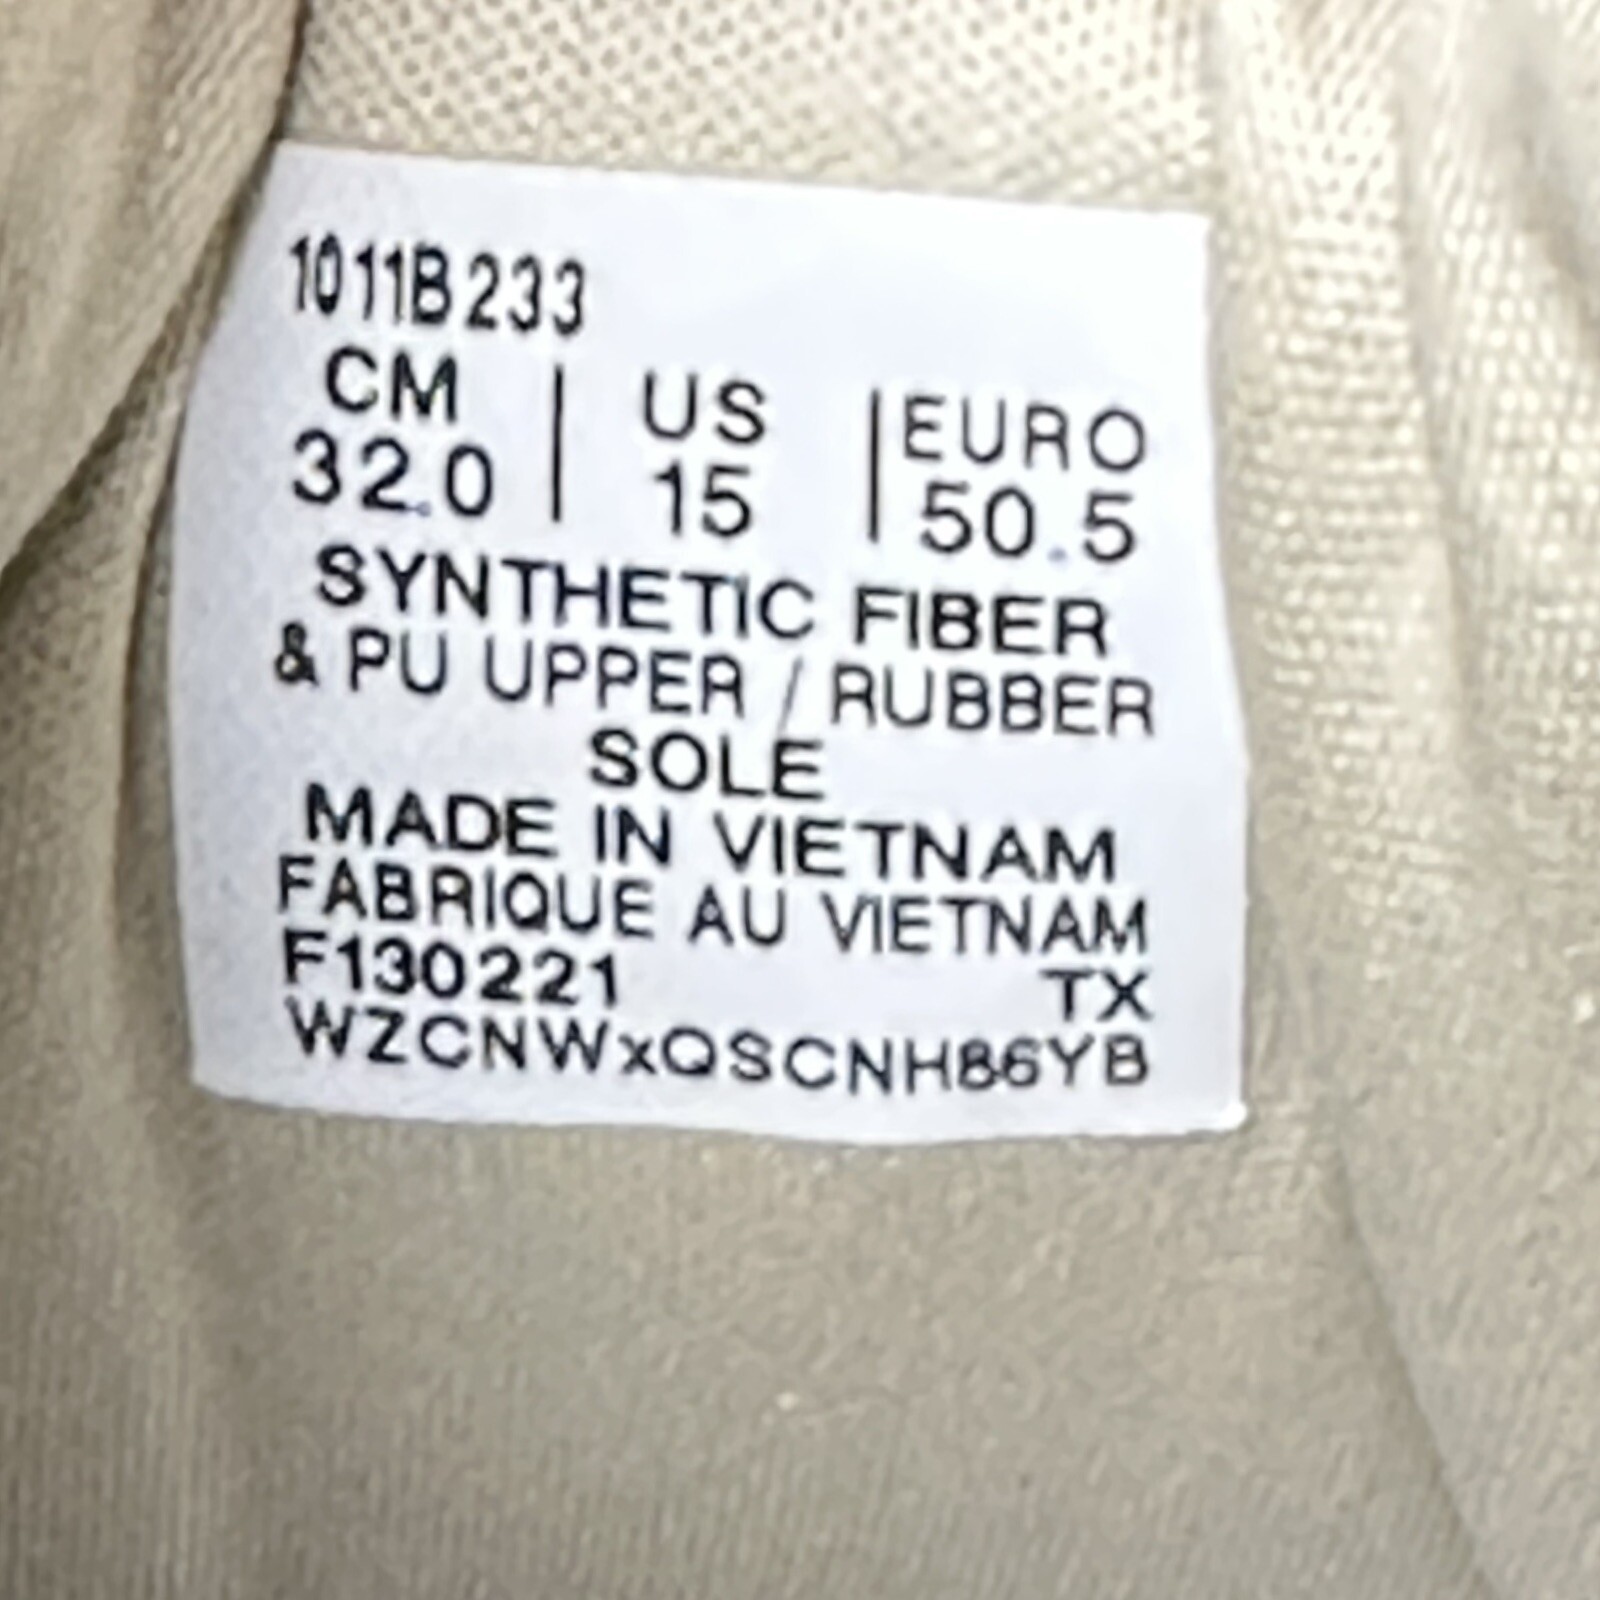 1011B233
CM | US | EURO
32.0 | 15 | 50.5
SYNTHETIC FIBER
& PU UPPER / RUBBER
SOLE
MADE IN VIETNAM
FABRIQUE AU VIETNAM
F130221 TX
WZCNWxQSCNH86YB